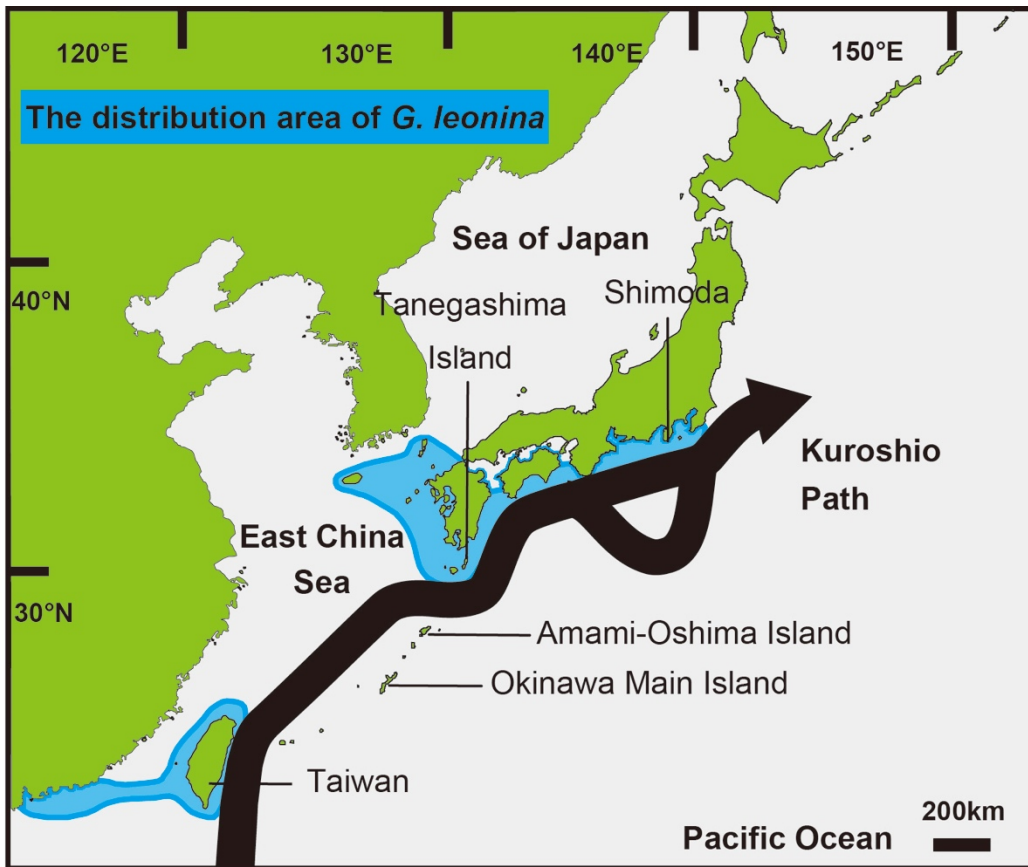 120°E
130°E
140°E
150°E
The distribution area of G. leonina
Sea of Japan
40°N
Tanegashima
Island
Shimoda
Kuroshio
Path
East China
Sea
30°N
Amami-Oshima Island
Okinawa Main Island
Taiwan
200km
Pacific Ocean